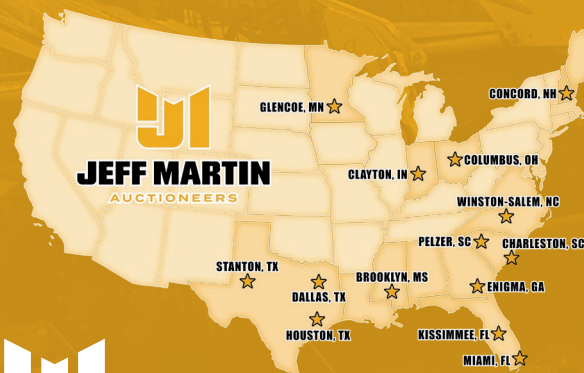 CONCORD, NH
GLENCOE, MN
COLUMBUS, OH
CLAYTON, IN
JEFF MARTIN
AUCTIONEERS
WINSTON-SALEM, NC
PELZER, SC
CHARLESTON, SC
STANTON, TX
BROOKLYN, MS
ENIGMA, GA
DALLAS, TX
HOUSTON, TX
KISSIMMEE, FL
MIAMI, FL